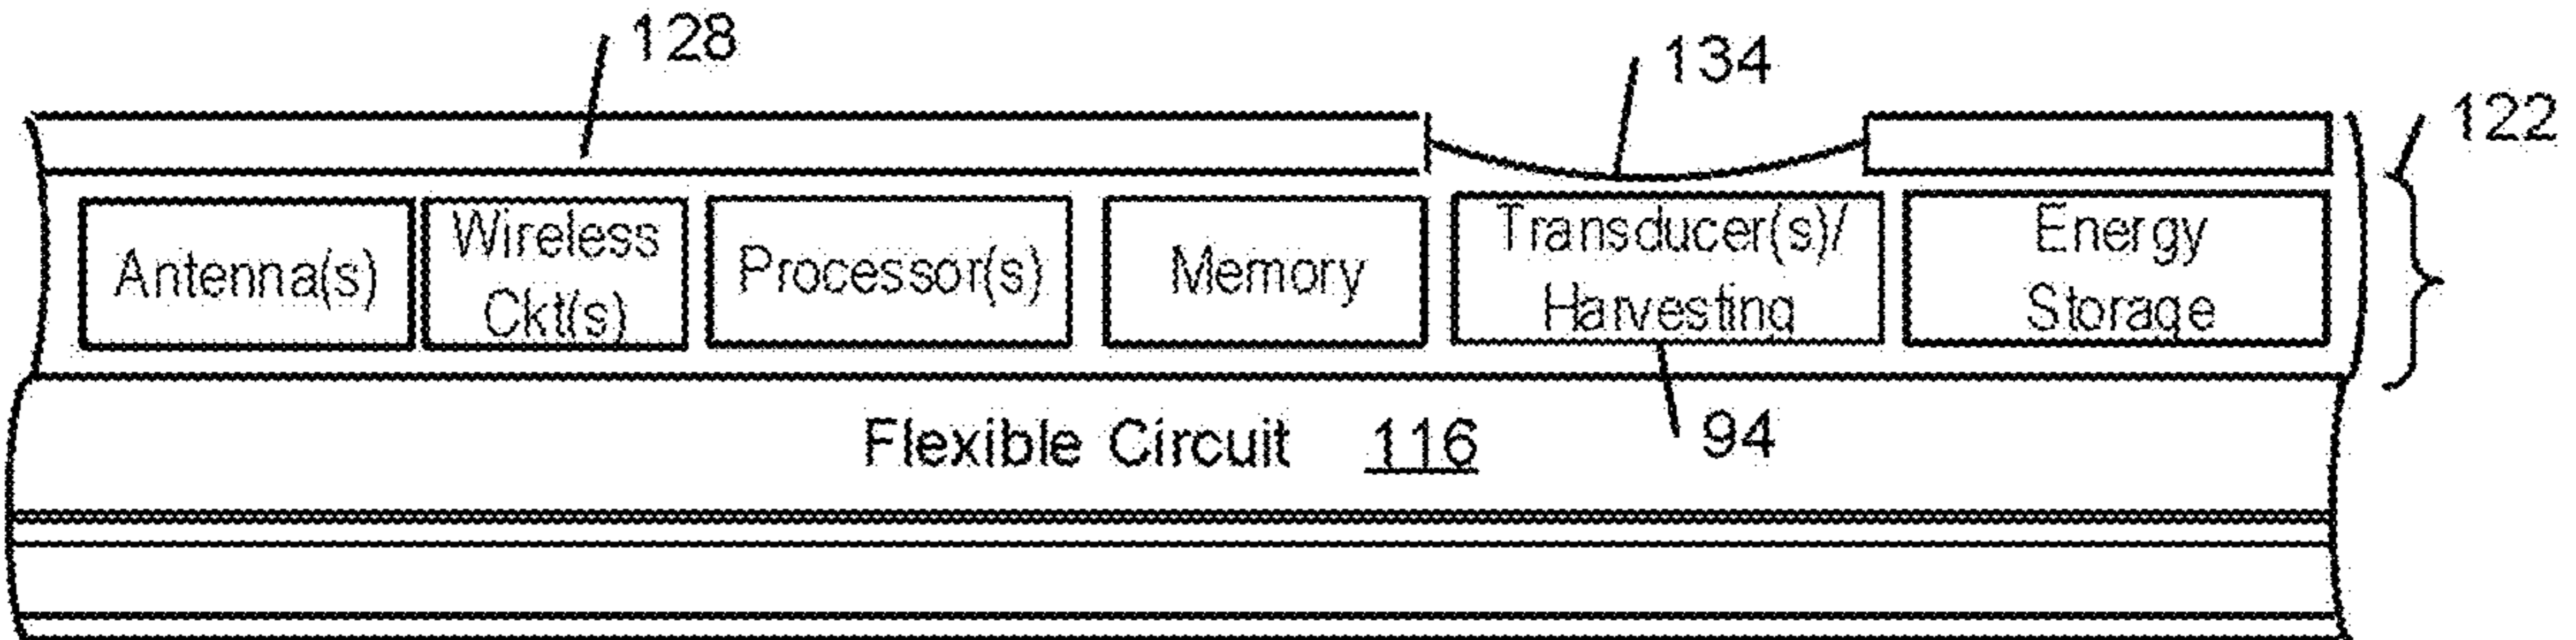 128
134
122
Antenna(s)
Wireless
Ckt(s)
Processor(s)
Memory
Transducer(s)/
Harvesting
Energy
Storage
Flexible Circuit 116
94